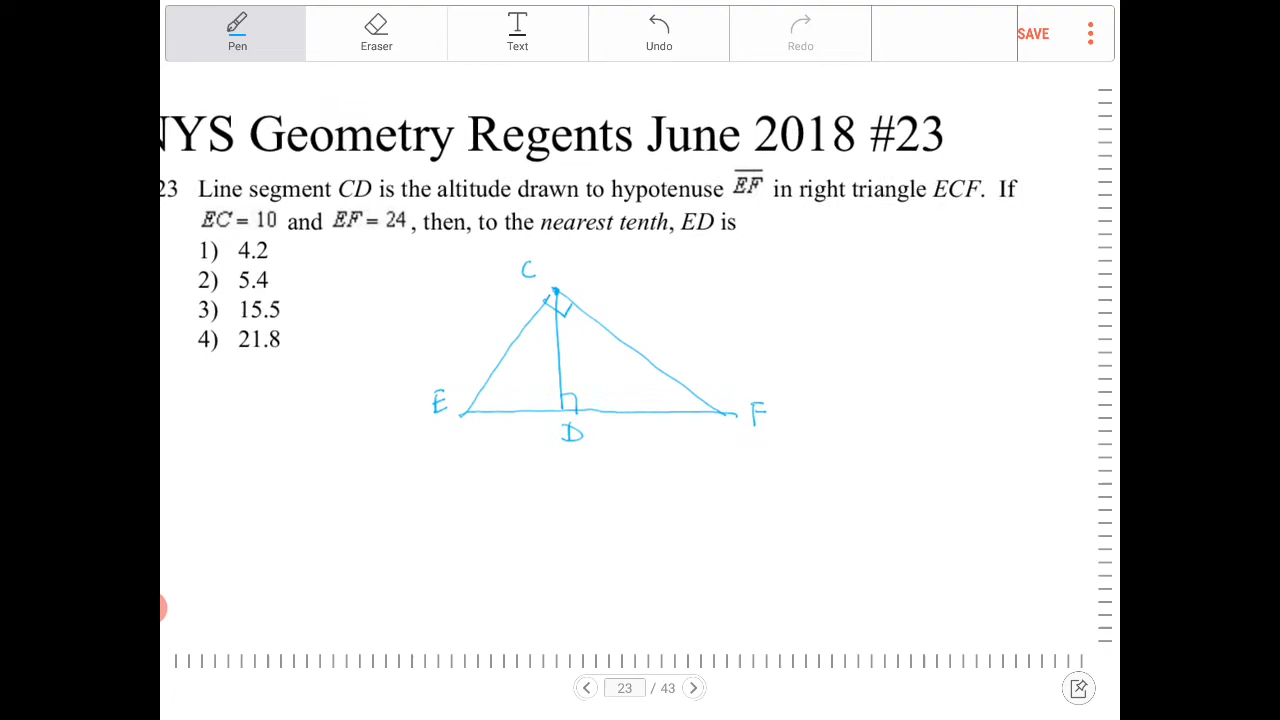 Pen Eraser Text Undo Redo SAVE
NYS Geometry Regents June 2018 #23
23 Line segment CD is the altitude drawn to hypotenuse EF in right triangle ECF. If
EC = 10 and EF = 24, then, to the nearest tenth, ED is
1) 4.2
2) 5.4
3) 15.5
4) 21.8
C
E
F
D
23 / 43